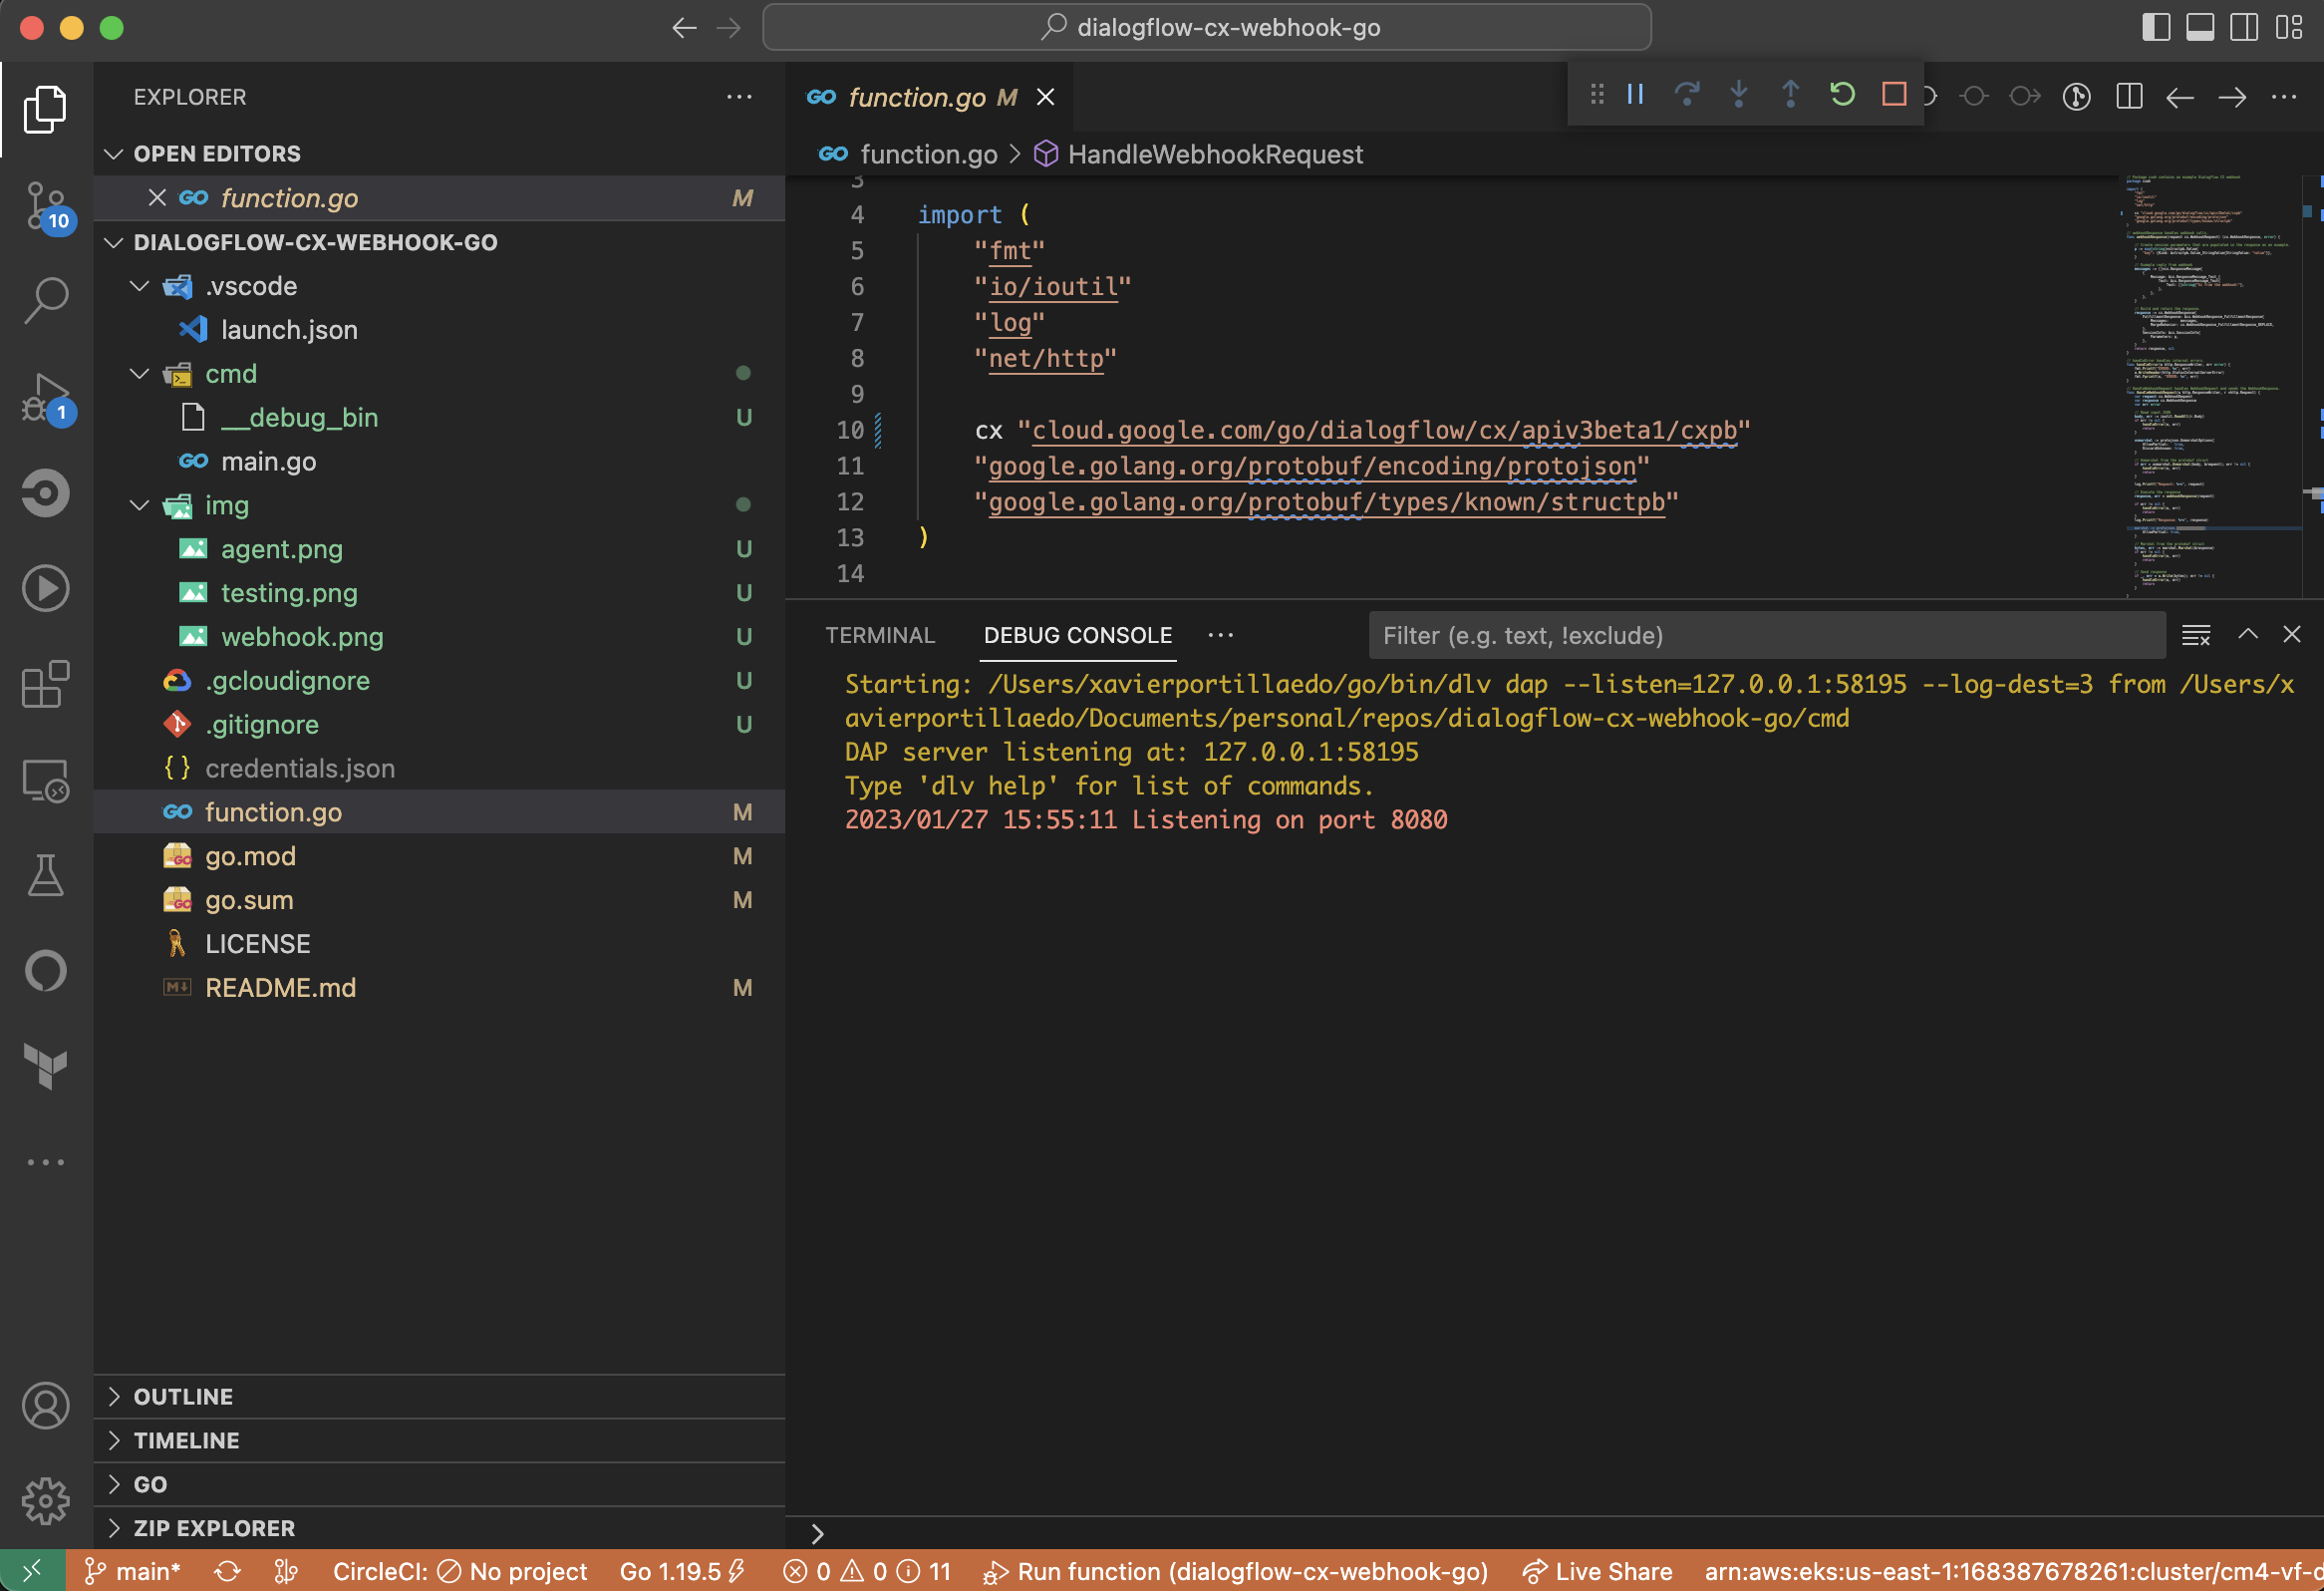 dialogflow-cx-webhook-go
EXPLORER
OPEN EDITORS
function.go M
DIALOGFLOW-CX-WEBHOOK-GO
.vscode
launch.json
cmd
__debug_bin U
main.go
img
agent.png U
testing.png U
webhook.png U
.gcloudignore U
.gitignore U
credentials.json
function.go M
go.mod M
go.sum M
LICENSE
README.md M
OUTLINE
TIMELINE
GO
ZIP EXPLORER
10
1
function.go M
function.go > HandleWebhookRequest
3
4 import (
5 "fmt"
6 "io/ioutil"
7 "log"
8 "net/http"
9
10 cx "cloud.google.com/go/dialogflow/cx/apiv3beta1/cxpb"
11 "google.golang.org/protobuf/encoding/protojson"
12 "google.golang.org/protobuf/types/known/structpb"
13 )
14
TERMINAL DEBUG CONSOLE Filter (e.g. text, !exclude)
Starting: /Users/xavierportillaedo/go/bin/dlv dap --listen=127.0.0.1:58195 --log-dest=3 from /Users/x
avierportillaedo/Documents/personal/repos/dialogflow-cx-webhook-go/cmd
DAP server listening at: 127.0.0.1:58195
Type 'dlv help' for list of commands.
2023/01/27 15:55:11 Listening on port 8080
main* CircleCI: No project Go 1.19.5 0 0 11 Run function (dialogflow-cx-webhook-go) Live Share arn:aws:eks:us-east-1:168387678261:cluster/cm4-vf-